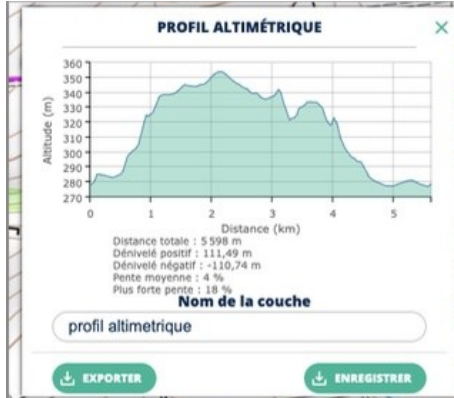 PROFIL ALTIMÉTRIQUE
×
360
350
340
330
320
310
300
290
280
270
Altitude (m)
0 1 2 3 4 5
Distance (km)
Distance totale : 5 598 m
Dénivelé positif : 111,49 m
Dénivelé négatif : -110,74 m
Pente moyenne : 4 %
Plus forte pente : 18 %
Nom de la couche
profil altimetrique
EXPORTER ENREGISTRER